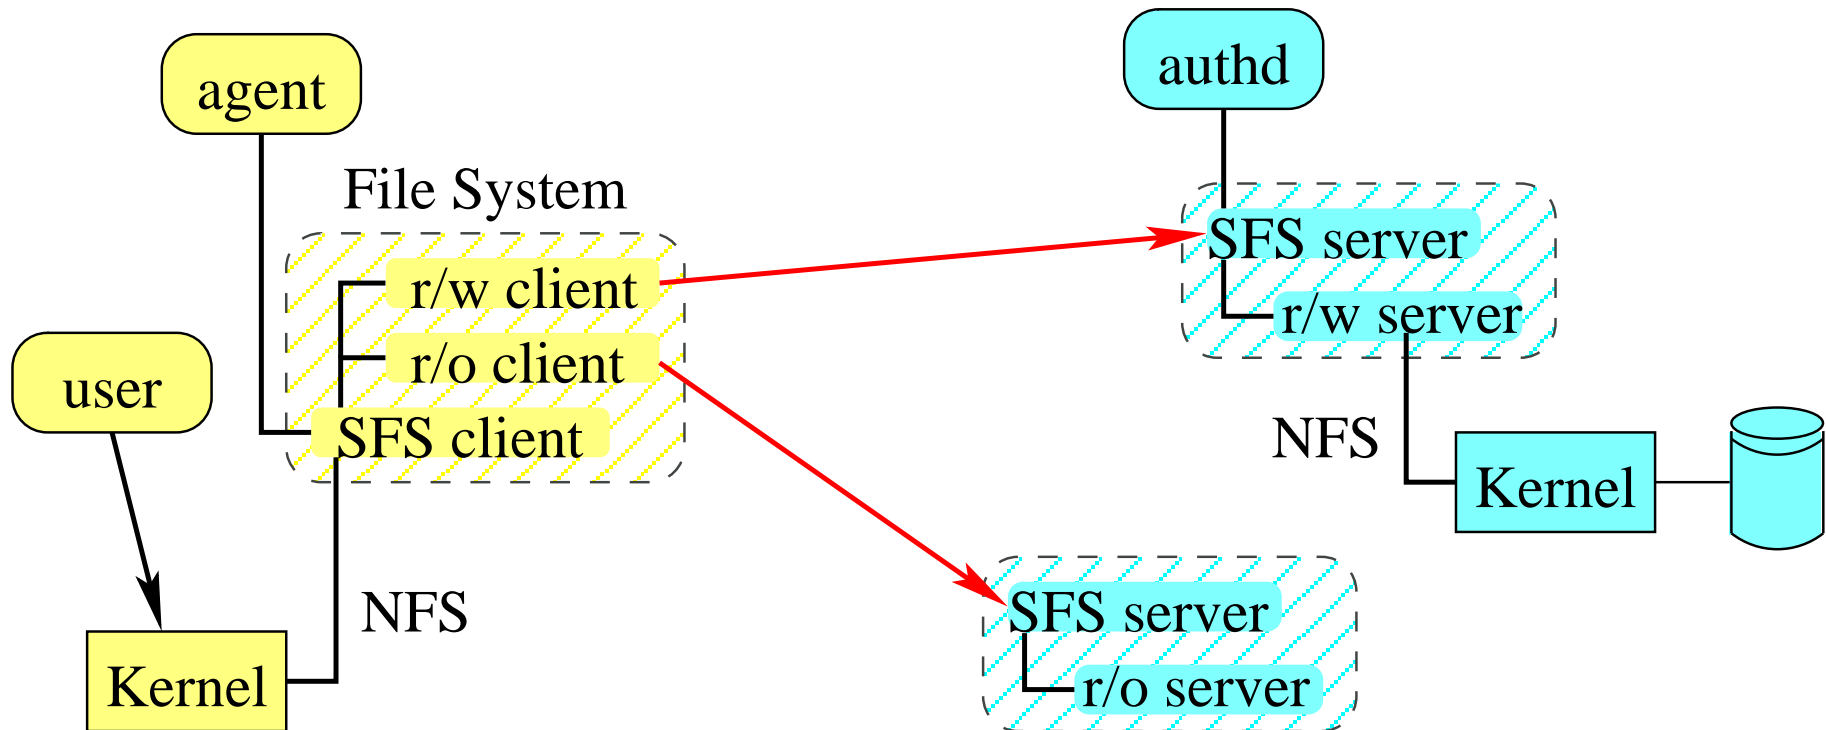 agent
File System
r/w client
r/o client
SFS client
user
NFS
Kernel
authd
SFS server
r/w server
NFS
Kernel
SFS server
r/o server